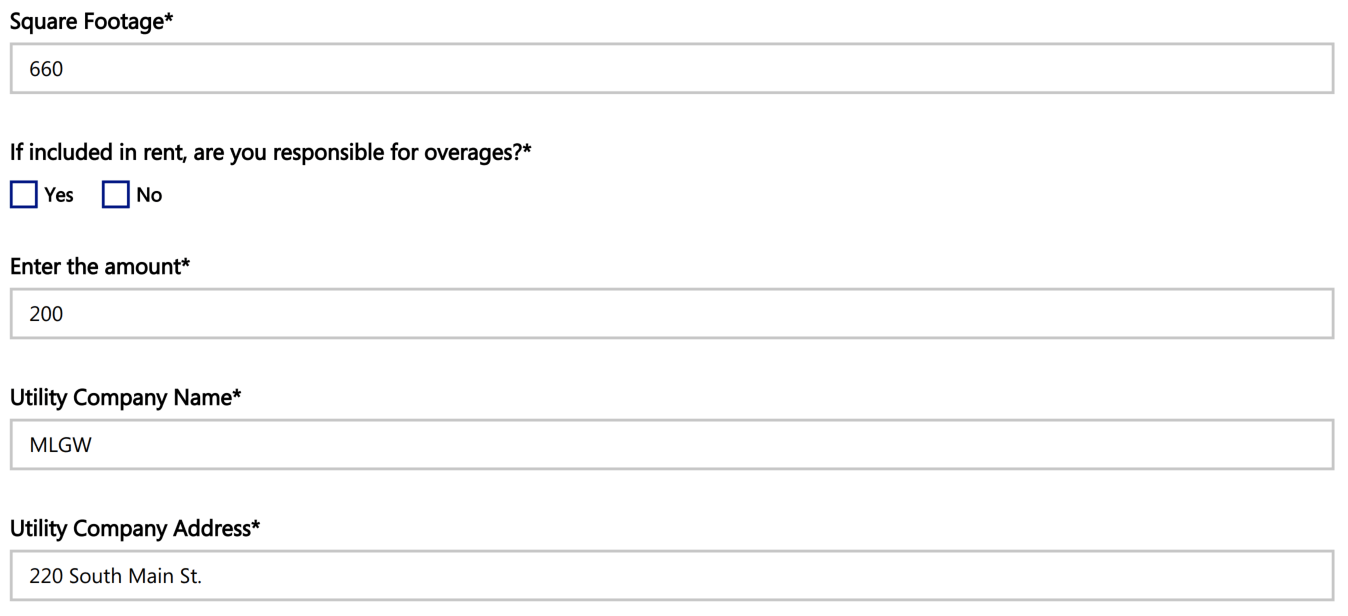 Square Footage*
660
If included in rent, are you responsible for overages?*
Yes No
Enter the amount*
200
Utility Company Name*
MLGW
Utility Company Address*
220 South Main St.